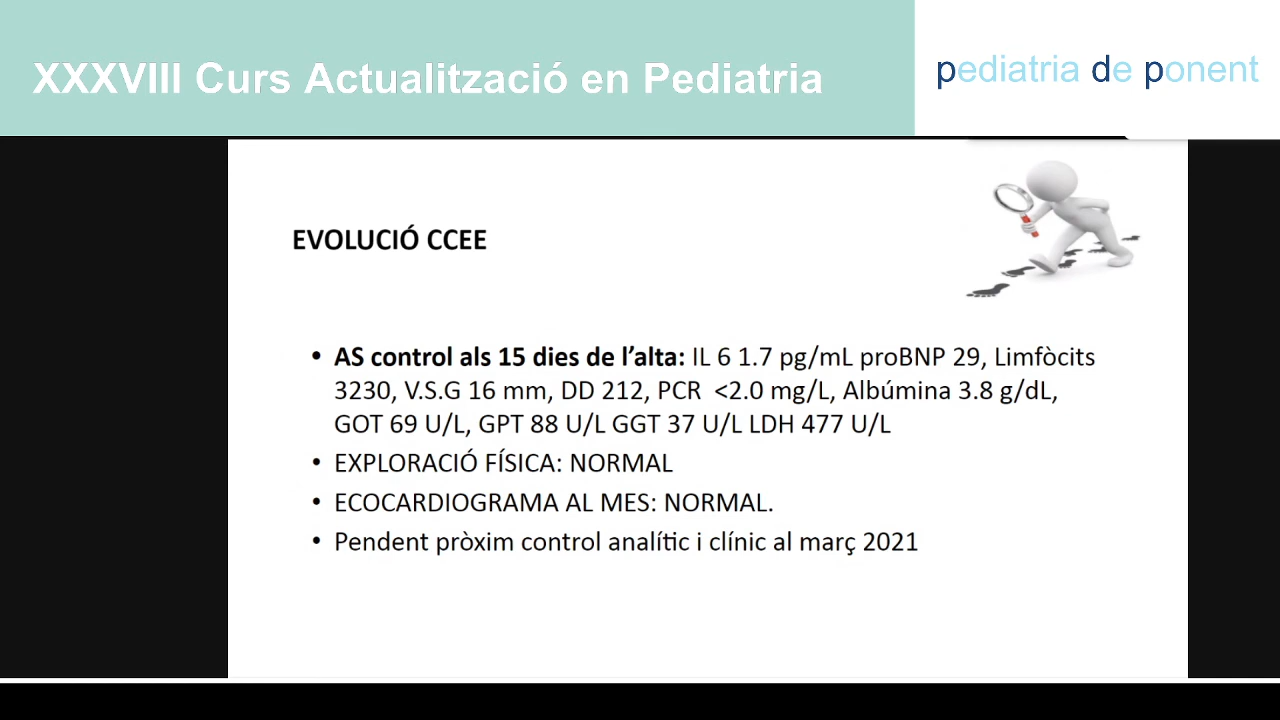 XXXVIII Curs Actualització en Pediatria
pediatria de ponent
EVOLUCIÓ CCEE
• AS control als 15 dies de l’alta: IL 6 1.7 pg/mL proBNP 29, Limfòcits
3230, V.S.G 16 mm, DD 212, PCR <2.0 mg/L, Albúmina 3.8 g/dL,
GOT 69 U/L, GPT 88 U/L GGT 37 U/L LDH 477 U/L
• EXPLORACIÓ FÍSICA: NORMAL
• ECOCARDIOGRAMA AL MES: NORMAL.
• Pendent pròxim control analític i clínic al març 2021